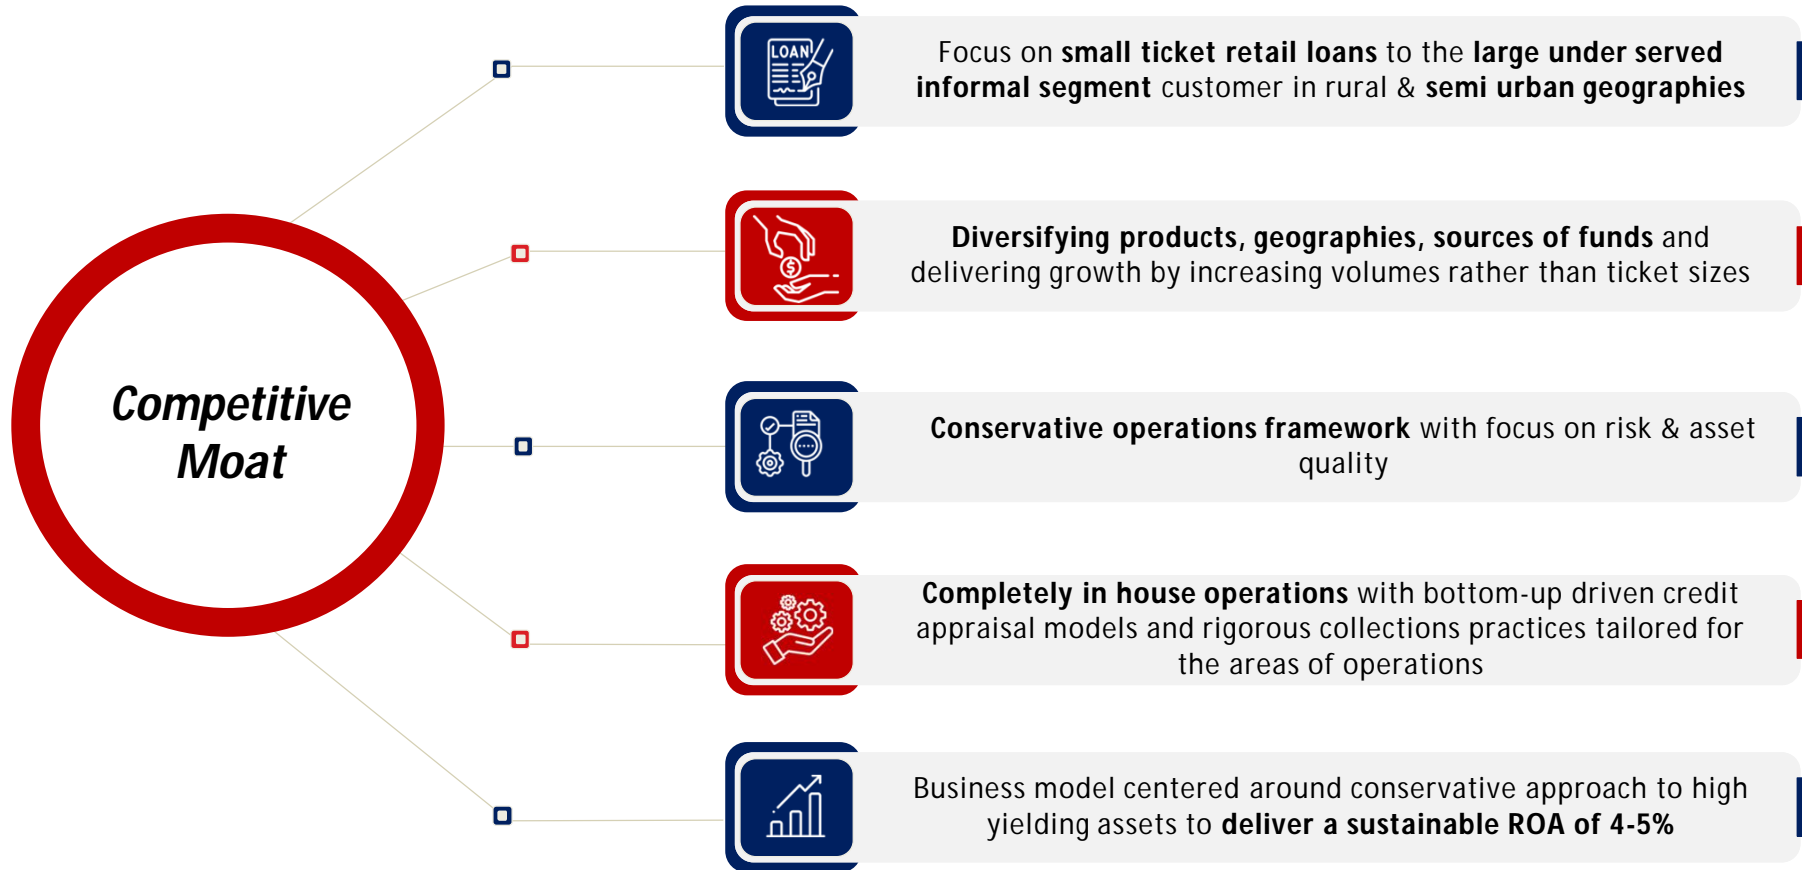 Competitive
Moat
LOAN
Focus on small ticket retail loans to the large under served
informal segment customer in rural & semi urban geographies
Diversifying products, geographies, sources of funds and
delivering growth by increasing volumes rather than ticket sizes
Conservative operations framework with focus on risk & asset
quality
Completely in house operations with bottom-up driven credit
appraisal models and rigorous collections practices tailored for
the areas of operations
Business model centered around conservative approach to high
yielding assets to deliver a sustainable ROA of 4-5%